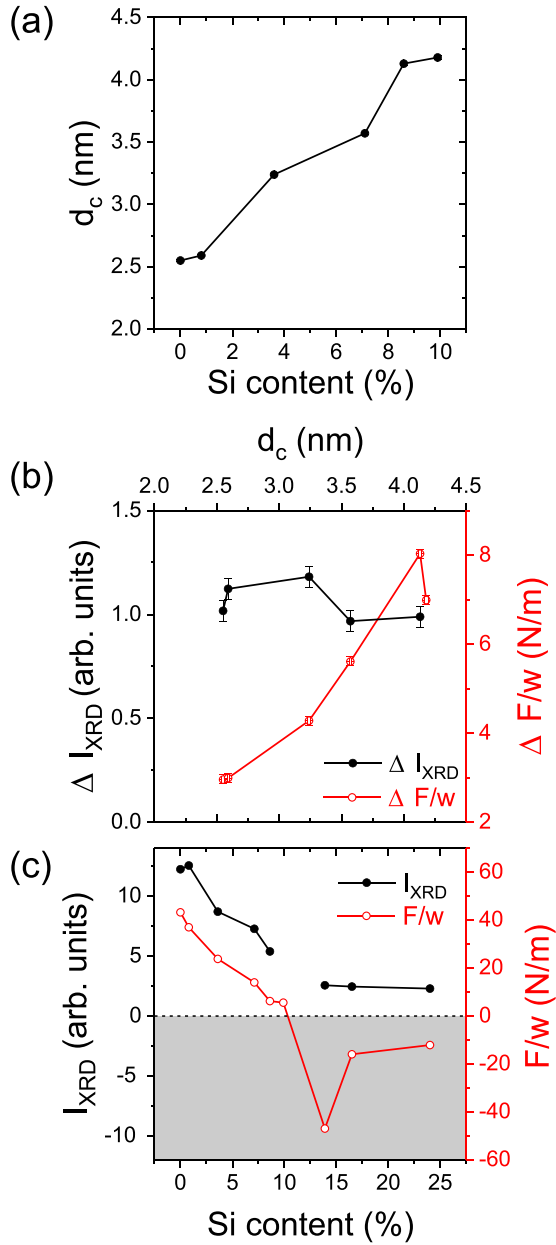 (a)
4.5
4.0
3.5
3.0
2.5
2.0
d_c (nm)
0 2 4 6 8 10
Si content (%)
d_c (nm)
(b)
2.0 2.5 3.0 3.5 4.0 4.5
1.5
1.0
0.5
0.0
Δ I_XRD (arb. units)
8
6
4
2
Δ F/w (N/m)
Δ I_XRD
Δ F/w
(c)
10
5
0
-5
-10
I_XRD (arb. units)
60
40
20
0
-20
-40
-60
F/w (N/m)
I_XRD
F/w
0 5 10 15 20 25
Si content (%)